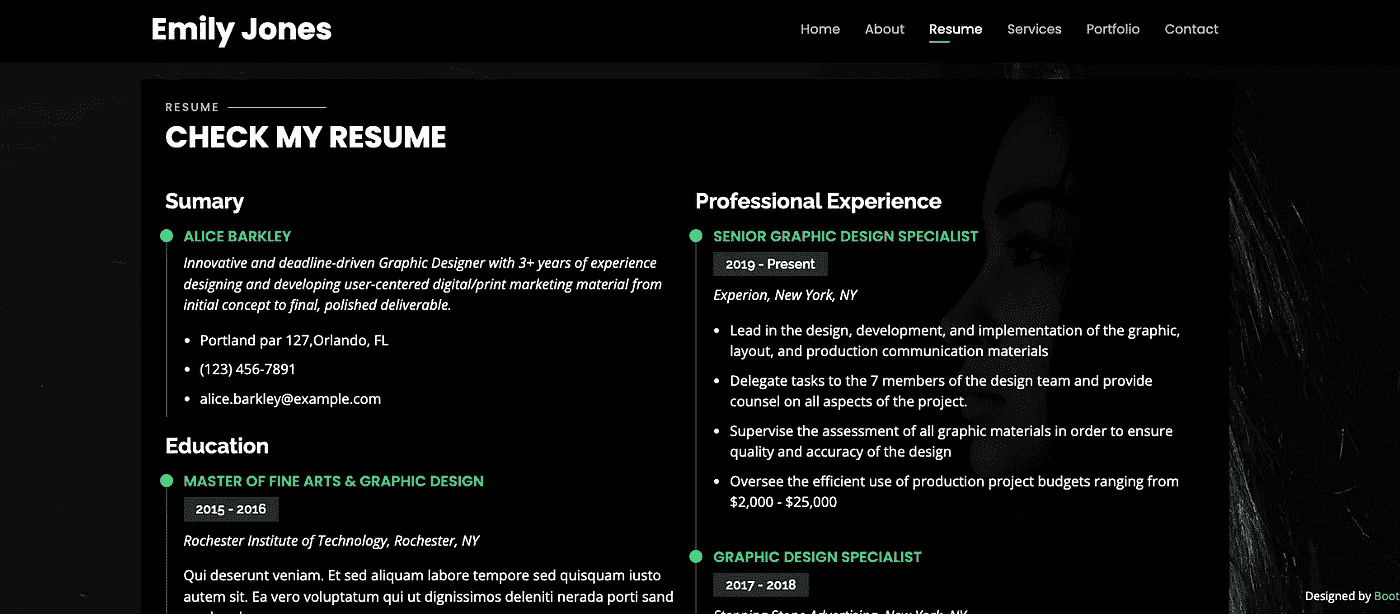 Emily Jones
Home About Resume Services Portfolio Contact
RESUME
CHECK MY RESUME
Sumary
ALICE BARKLEY
Innovative and deadline-driven Graphic Designer with 3+ years of experience
designing and developing user-centered digital/print marketing material from
initial concept to final, polished deliverable.
• Portland par 127,Orlando, FL
• (123) 456-7891
• alice.barkley@example.com
Education
MASTER OF FINE ARTS & GRAPHIC DESIGN
2015 - 2016
Rochester Institute of Technology, Rochester, NY
Qui deserunt veniam. Et sed aliquam labore tempore sed quisquam iusto
autem sit. Ea vero voluptatum qui ut dignissimos deleniti nerada porti sand
Professional Experience
SENIOR GRAPHIC DESIGN SPECIALIST
2019 - Present
Experion, New York, NY
• Lead in the design, development, and implementation of the graphic,
layout, and production communication materials
• Delegate tasks to the 7 members of the design team and provide
counsel on all aspects of the project.
• Supervise the assessment of all graphic materials in order to ensure
quality and accuracy of the design
• Oversee the efficient use of production project budgets ranging from
$2,000 - $25,000
GRAPHIC DESIGN SPECIALIST
2017 - 2018
Stepping Stone Advertising, New York, NY
Designed by Boot